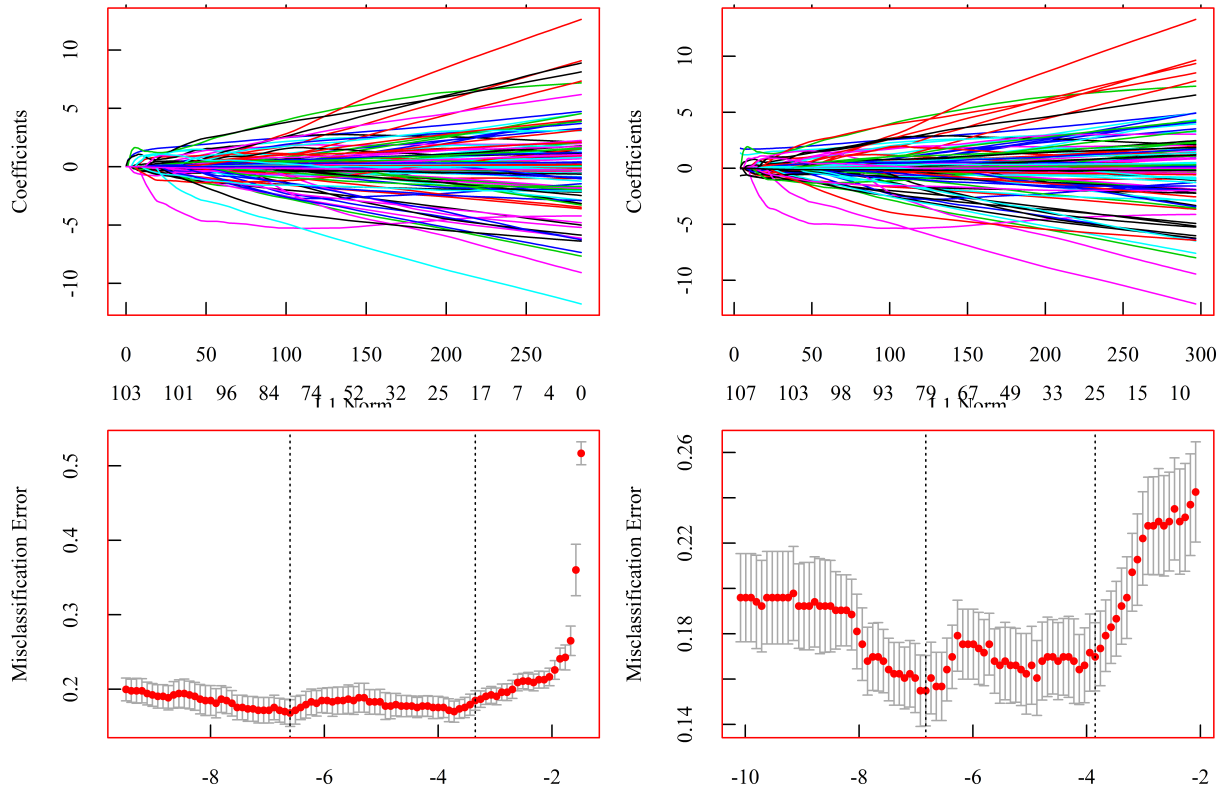 Coefficients
10
5
0
-5
-10
0 50 100 150 200 250
Coefficients
10
5
0
-5
-10
0 50 100 150 200 250 300
103 101 96 84 74 52 32 25 17 7 4 0
L1 Norm
Misclassification Error
0.5
0.4
0.3
0.2
-8 -6 -4 -2
107 103 98 93 79 67 49 33 25 15 10
L1 Norm
Misclassification Error
0.26
0.22
0.18
0.14
-10 -8 -6 -4 -2